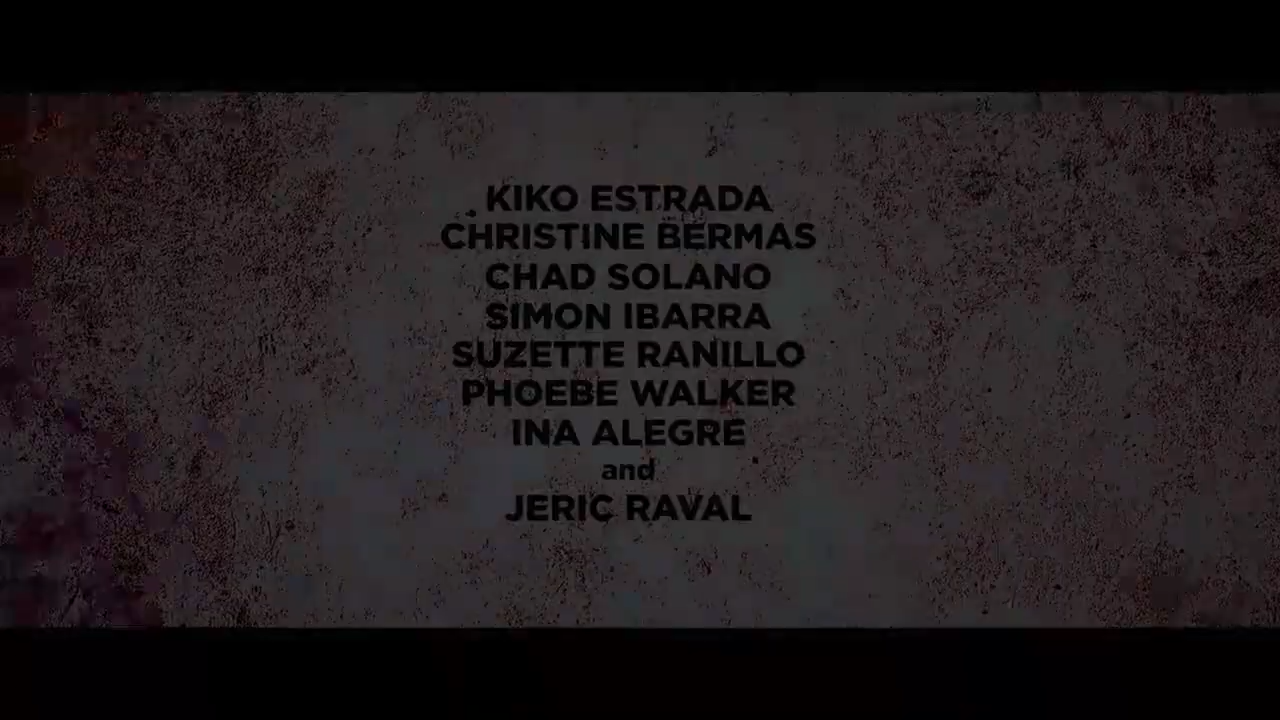 KIKO ESTRADA
CHRISTINE BERMAS
CHAD SOLANO
SIMON IBARRA
SUZETTE RANILLO
PHOEBE WALKER
INA ALEGRE
and
JERIC RAVAL